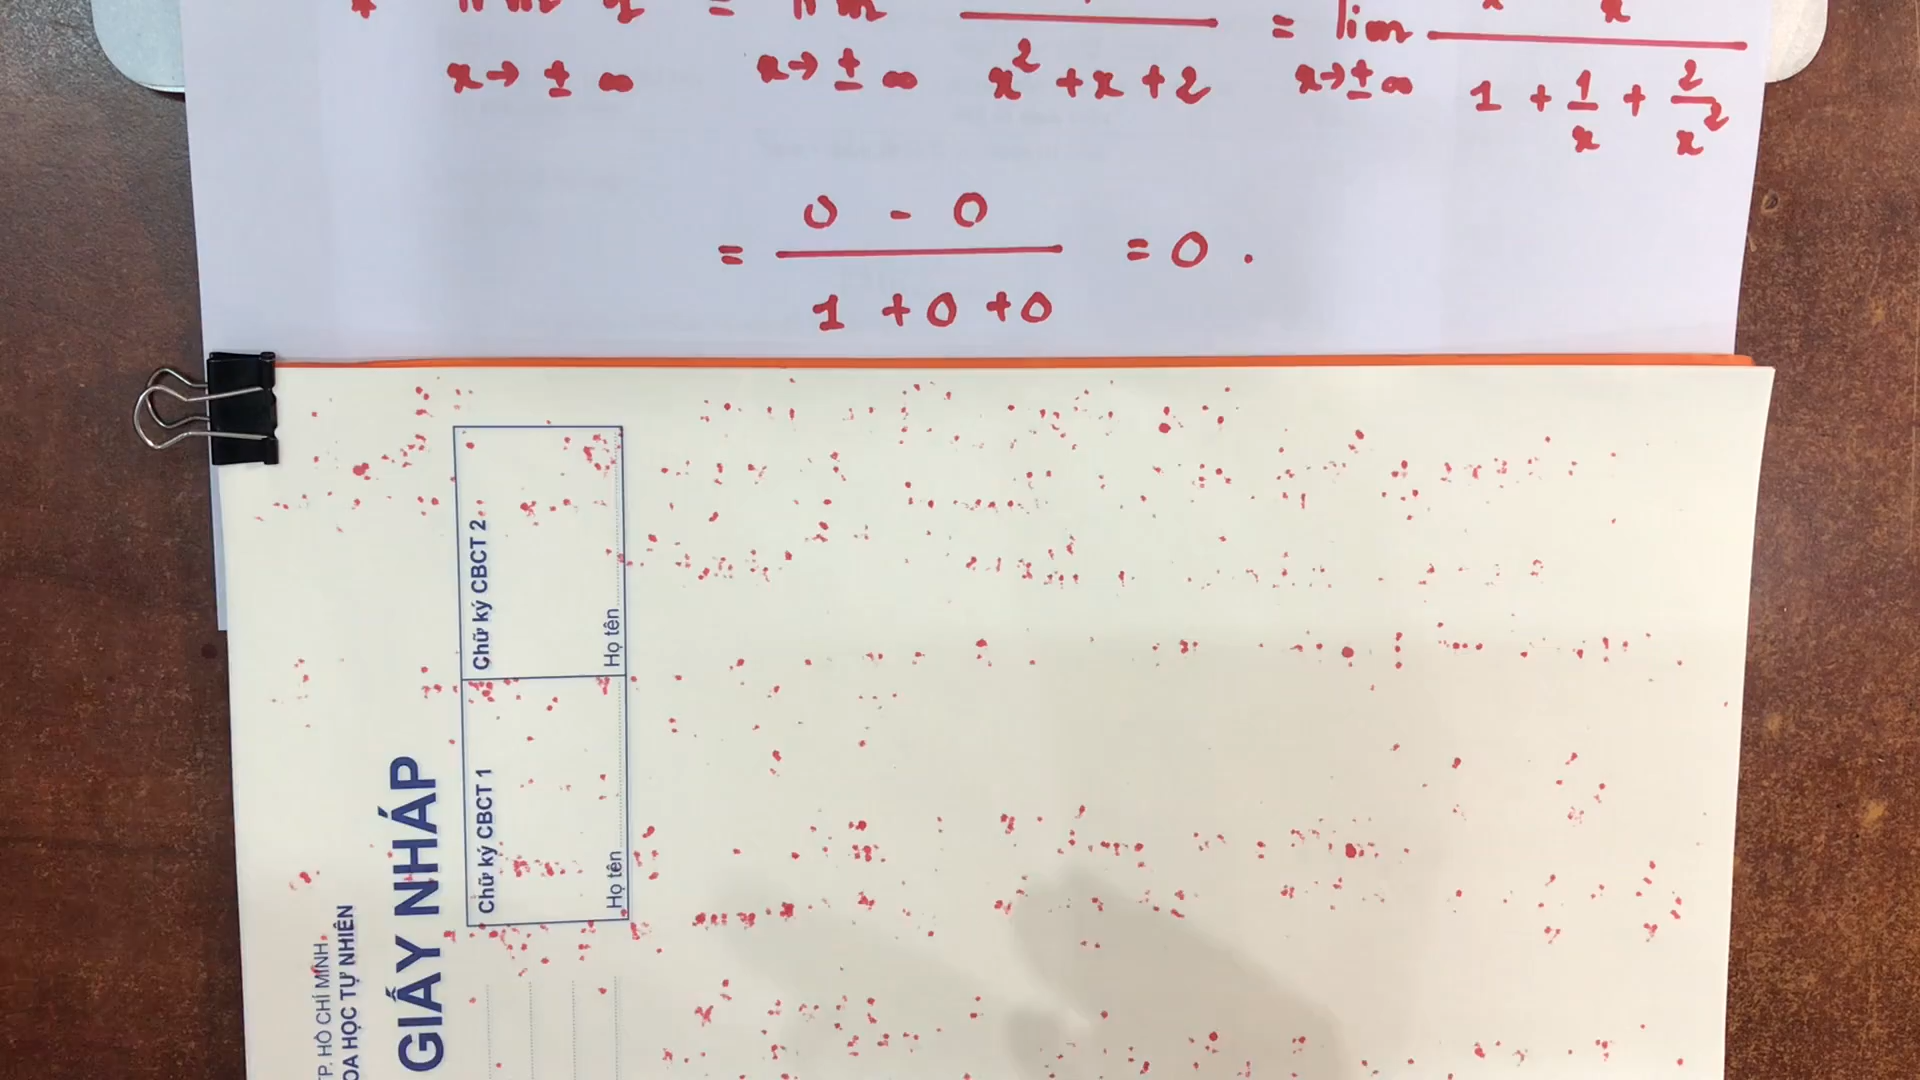 = lim
x→ ± ∞ x→ ± ∞ x² + x + 2 x→ ± ∞ 1 + 1/x + 2/x²
= (0 - 0)/(1 + 0 + 0) = 0 .
Chữ ký CBCT 2
Họ tên
Chữ ký CBCT 1
Họ tên
GIẤY NHÁP
TP. HỒ CHÍ MINH
OA HỌC TỰ NHIÊN